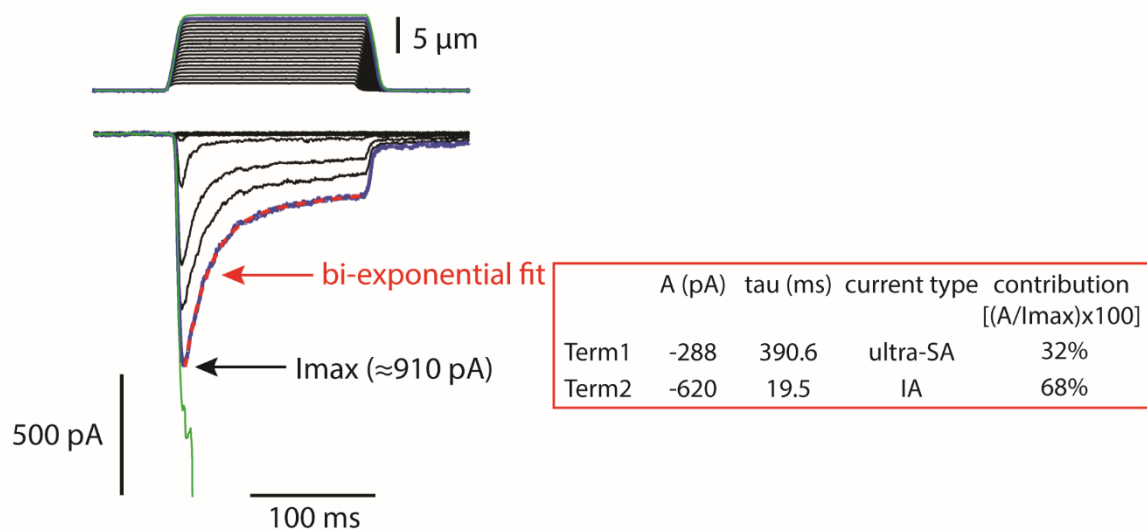 5 µm
bi-exponential fit
Imax (≈910 pA)
500 pA
100 ms
A (pA) tau (ms) current type contribution
[(A/Imax)x100]
Term1 -288 390.6 ultra-SA 32%
Term2 -620 19.5 IA 68%